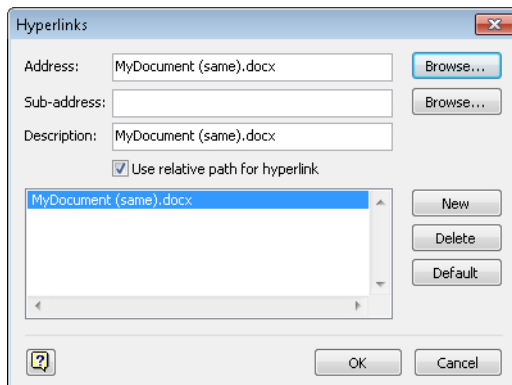 Hyperlinks
Address: MyDocument (same).docx Browse...
Sub-address: Browse...
Description: MyDocument (same).docx
Use relative path for hyperlink
MyDocument (same).docx
New
Delete
Default
OK Cancel